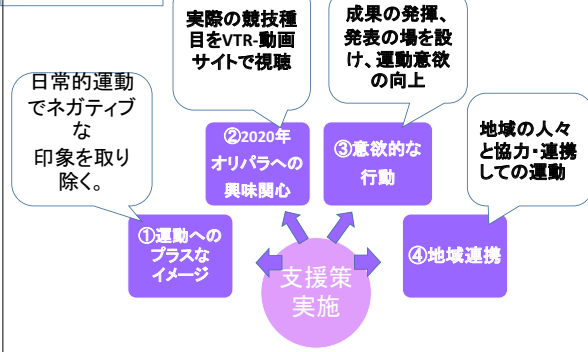 日常的運動
でネガティブ
な
印象を取り
除く。
①運動への
プラスな
イメージ
実際の競技種
目をVTR・動画
サイトで視聴
②2020年
オリパラへの
興味関心
成果の発揮、
発表の場を設
け、運動意欲
の向上
③意欲的な
行動
地域の人々
と協力・連携
しての運動
④地域連携
支援策
実施